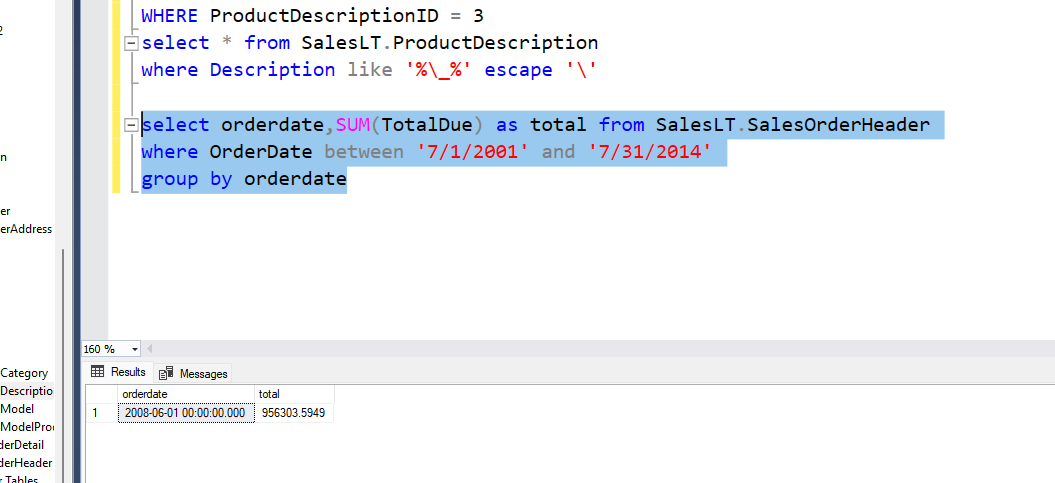 WHERE ProductDescriptionID = 3
select * from SalesLT.ProductDescription
where Description like '%\_%' escape '\'
select orderdate,SUM(TotalDue) as total from SalesLT.SalesOrderHeader
where OrderDate between '7/1/2001' and '7/31/2014'
group by orderdate
er
erAddress
160 %
Results Messages
orderdate total
1 2008-06-01 00:00:00.000 956303.5949
Category
Descriptio
Model
ModelPro
derDetail
derHeader
r Tables